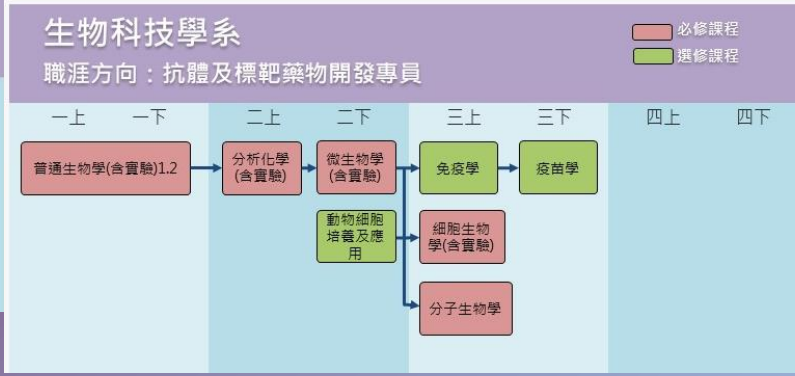 生物科技學系
職涯方向：抗體及標靶藥物開發專員
必修課程
選修課程
一上 一下 二上 二下 三上 三下 四上 四下
普通生物學(含實驗)1.2
分析化學
(含實驗)
微生物學
(含實驗)
免疫學
疫苗學
動物細胞
培養及應
用
細胞生物
學(含實驗)
分子生物學